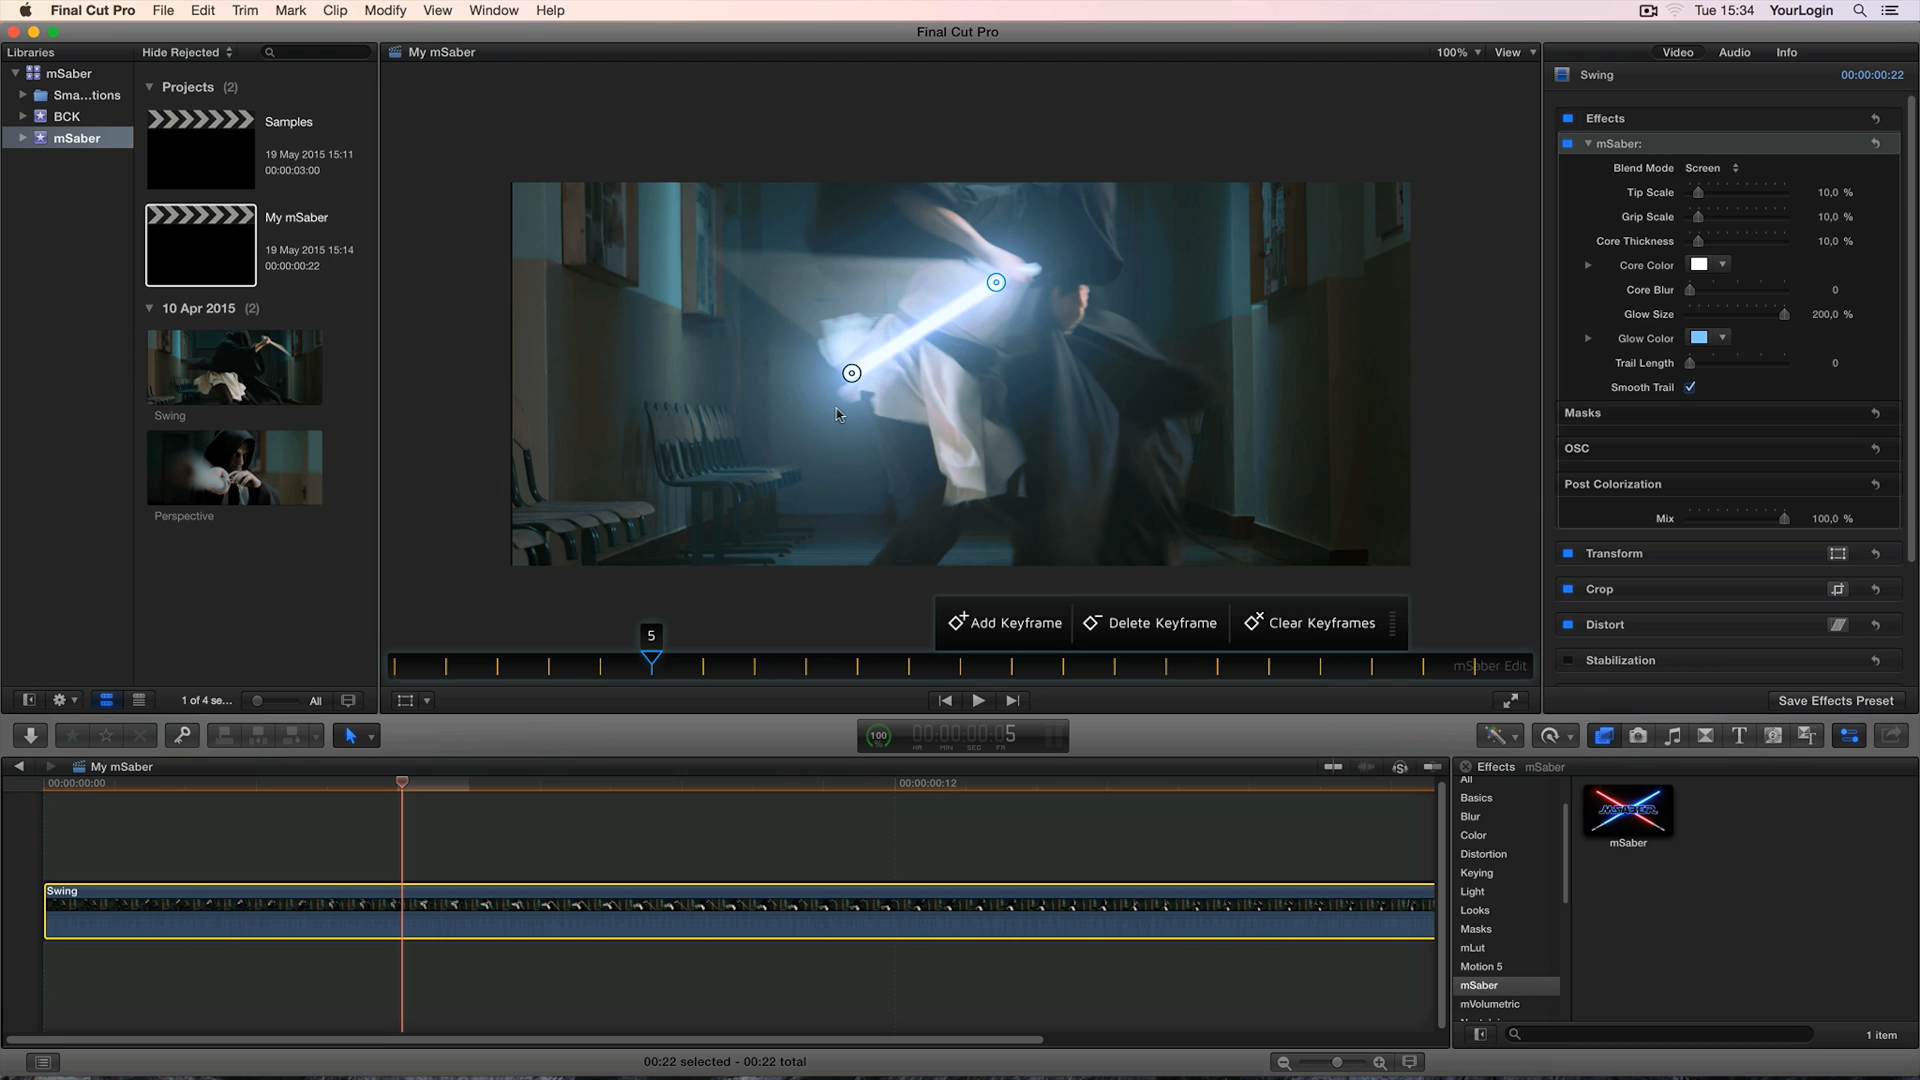 Final Cut Pro File Edit Trim Mark Clip Modify View Window Help
Tue 15:34 YourLogin
Final Cut Pro
Libraries
Hide Rejected
mSaber
Sma...tions
BCK
mSaber
Projects (2)
Samples
19 May 2015 15:11
00:00:03:00
My mSaber
19 May 2015 15:14
00:00:00:22
10 Apr 2015 (2)
Swing
Perspective
1 of 4 se...
All
My mSaber
100%
View
5
Add Keyframe
Delete Keyframe
Clear Keyframes
mSaber Edit
Video
Audio
Info
Swing
00:00:00:22
Effects
mSaber:
Blend Mode Screen
Tip Scale 10,0 %
Grip Scale 10,0 %
Core Thickness 10,0 %
Core Color
Core Blur 0
Glow Size 200,0 %
Glow Color
Trail Length 0
Smooth Trail
Masks
OSC
Post Colorization
Mix 100,0 %
Transform
Crop
Distort
Stabilization
Save Effects Preset
100 %
00:00:00:05
HR MIN SEC FR
My mSaber
00:00:00:00
00:00:00:12
Swing
Effects mSaber
All
Basics
Blur
Color
Distortion
Keying
Light
Looks
Masks
mLut
Motion 5
mSaber
mVolumetric
MSABER
mSaber
1 item
00:22 selected - 00:22 total